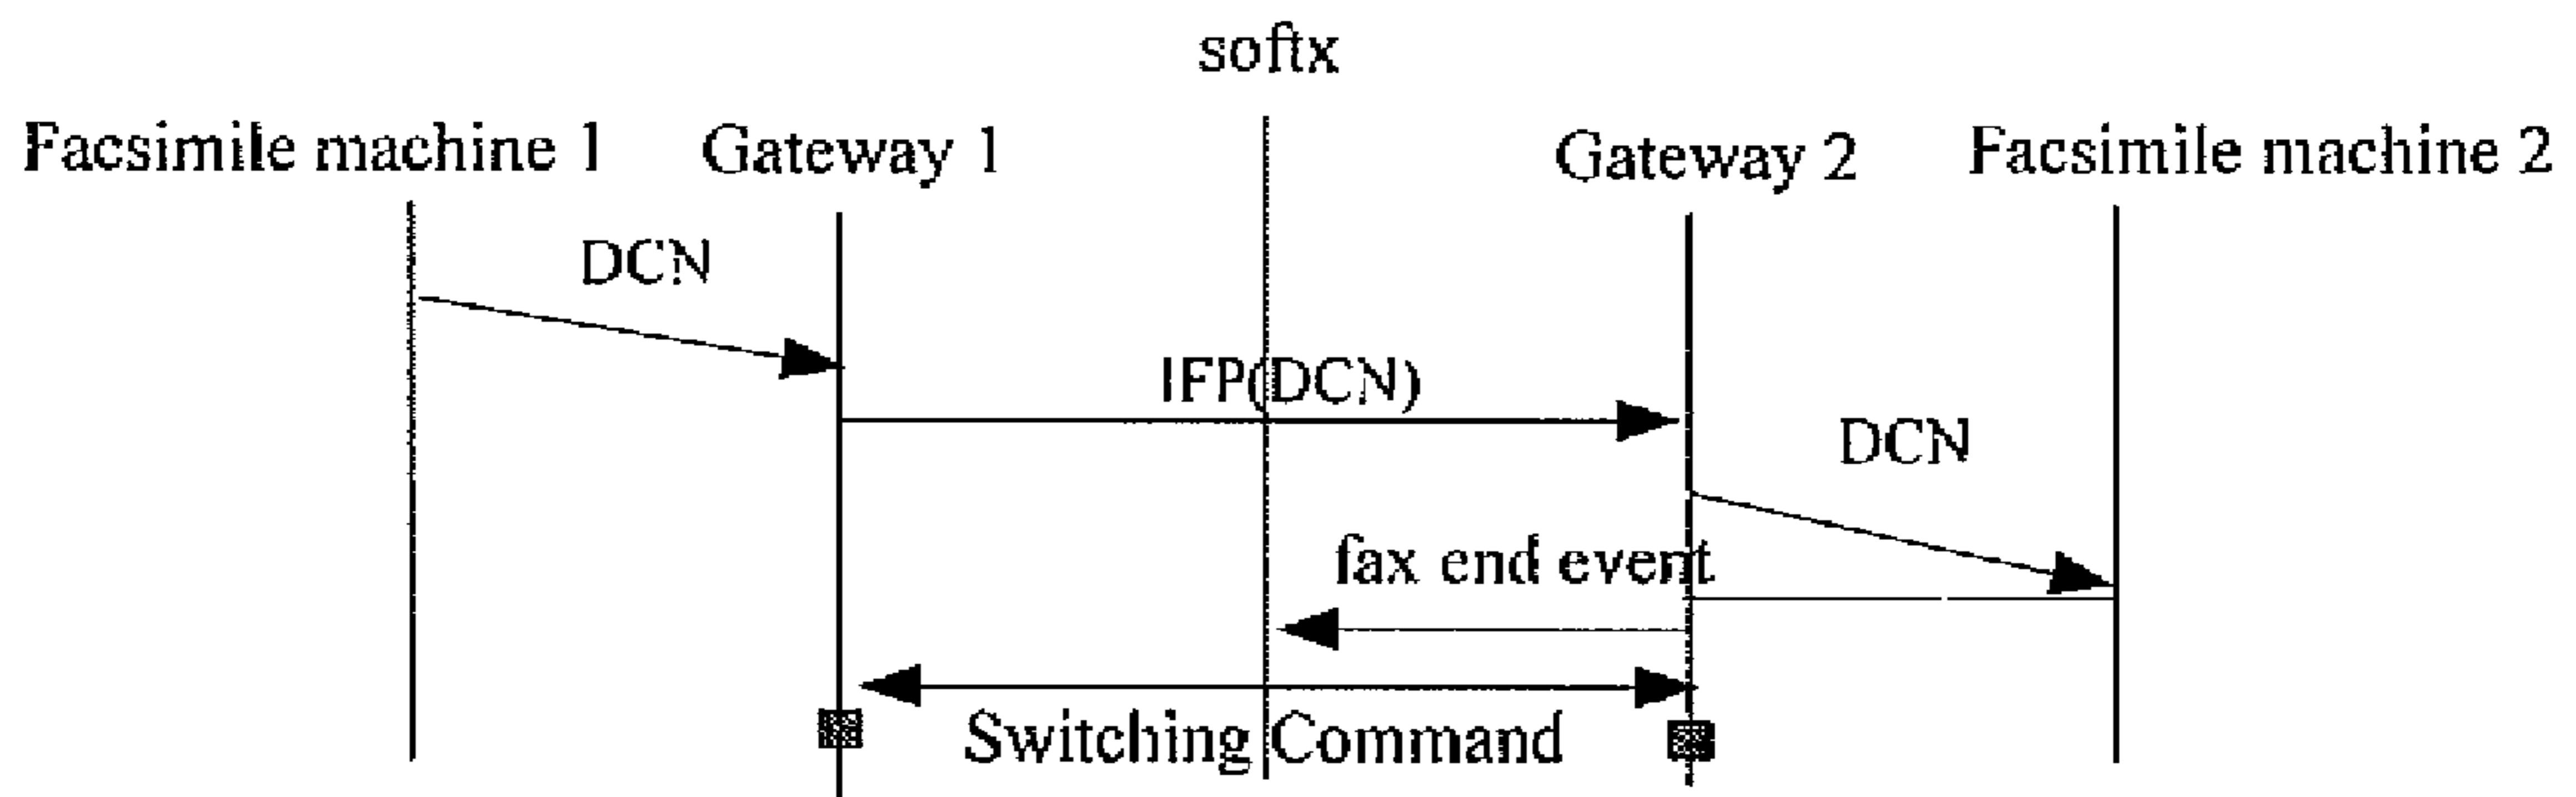 softx
Facsimile machine 1 Gateway 1 Gateway 2 Facsimile machine 2
DCN
IFP(DCN)
DCN
fax end event
Switching Command